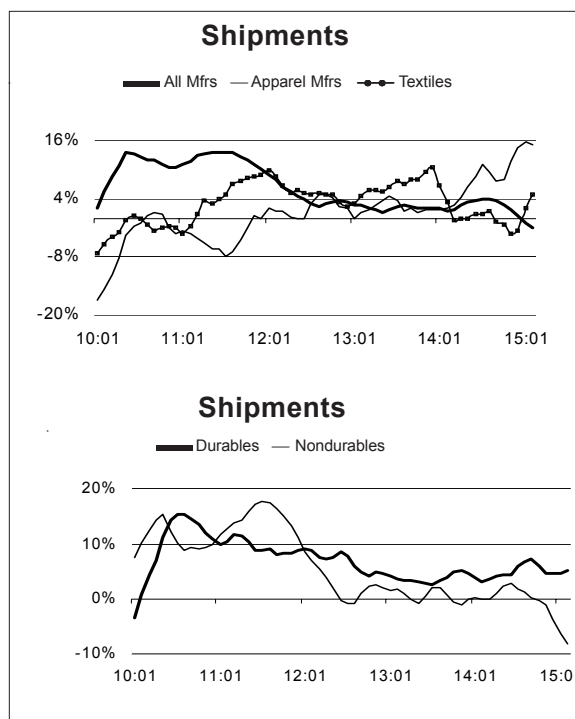 Shipments
All Mfrs Apparel Mfrs Textiles
16%
4%
-8%
-20%
10:01 11:01 12:01 13:01 14:01 15:01
Shipments
Durables Nondurables
20%
10%
0%
-10%
10:01 11:01 12:01 13:01 14:01 15:0